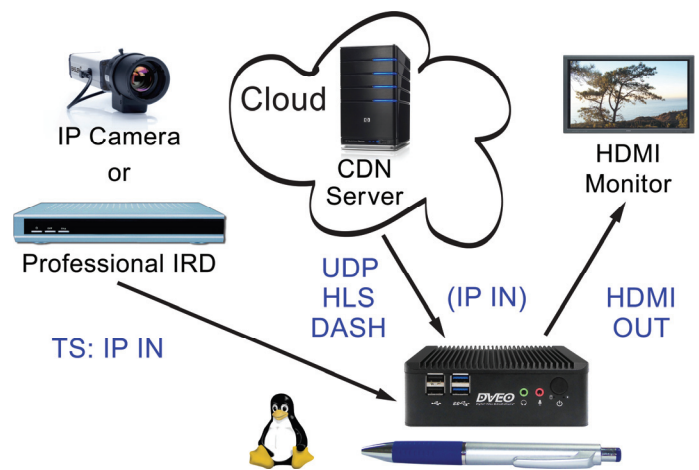 Cloud
CDN
Server
IP Camera
or
Professional IRD
HDMI
Monitor
UDP
HLS
DASH
(IP IN)
HDMI
OUT
TS: IP IN
DVEO